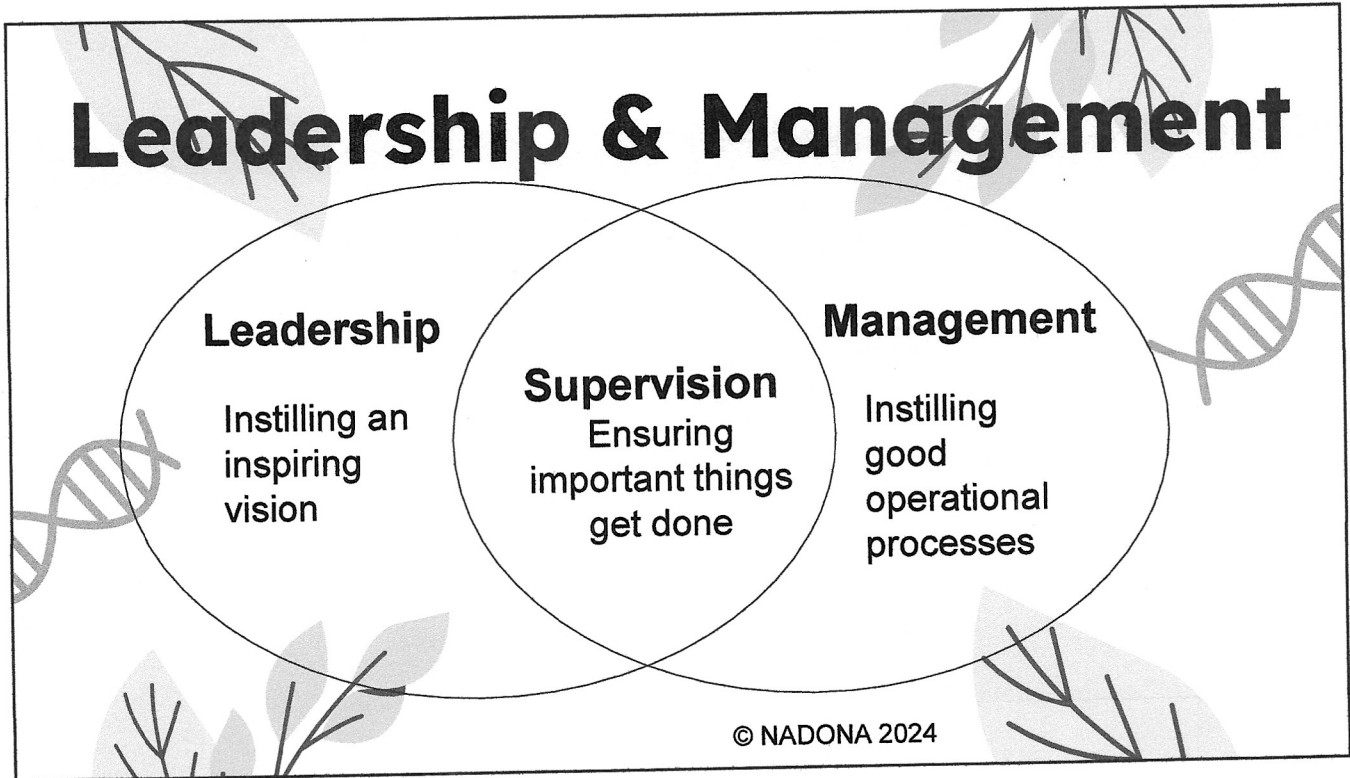 Leadership & Management
Leadership
Instilling an
inspiring
vision
Supervision
Ensuring
important things
get done
Management
Instilling
good
operational
processes
© NADONA 2024